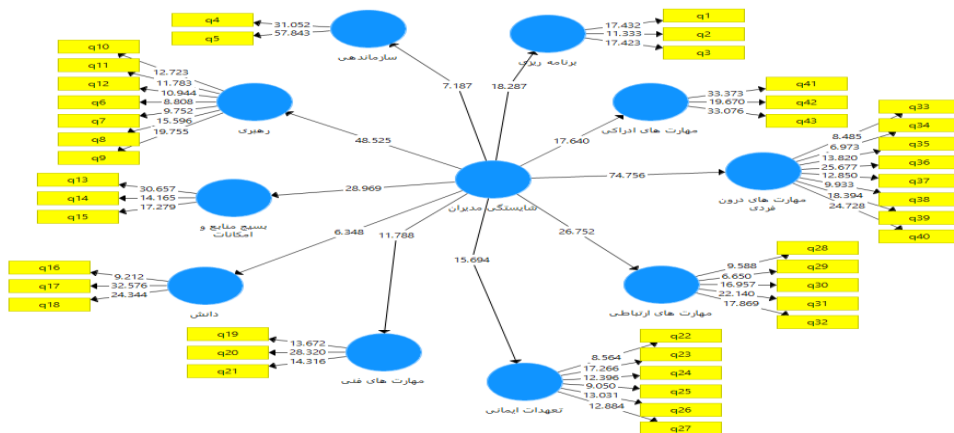 q1
17.432
q2
11.333
q3
17.423
برنامه ریزی
q4
31.052
q5
57.843
سازماندهی
q10
12.723
q11
11.783
q12
10.944
q6
8.808
q7
9.752
q8
15.596
q9
19.755
رهبری
q41
33.373
q42
19.670
q43
33.076
مهارت های ادراکی
7.187
18.287
17.640
48.525
74.756
28.969
26.752
6.348
11.788
15.694
شایستگی مدیران
q33
8.485
q34
6.973
q35
13.820
q36
25.677
q37
12.850
q38
9.933
q39
18.394
q40
24.728
مهارت های درون
فردی
q13
30.657
q14
14.165
q15
17.279
بسیج منابع و
امکانات
q16
9.212
q17
32.576
q18
24.344
دانش
q28
9.588
q29
6.650
q30
16.957
q31
22.140
q32
17.869
مهارت های ارتباطی
q19
13.672
q20
28.320
q21
14.316
مهارت های فنی
q22
8.564
q23
17.266
q24
12.396
q25
9.050
q26
13.031
q27
12.884
تعهدات ایمانی